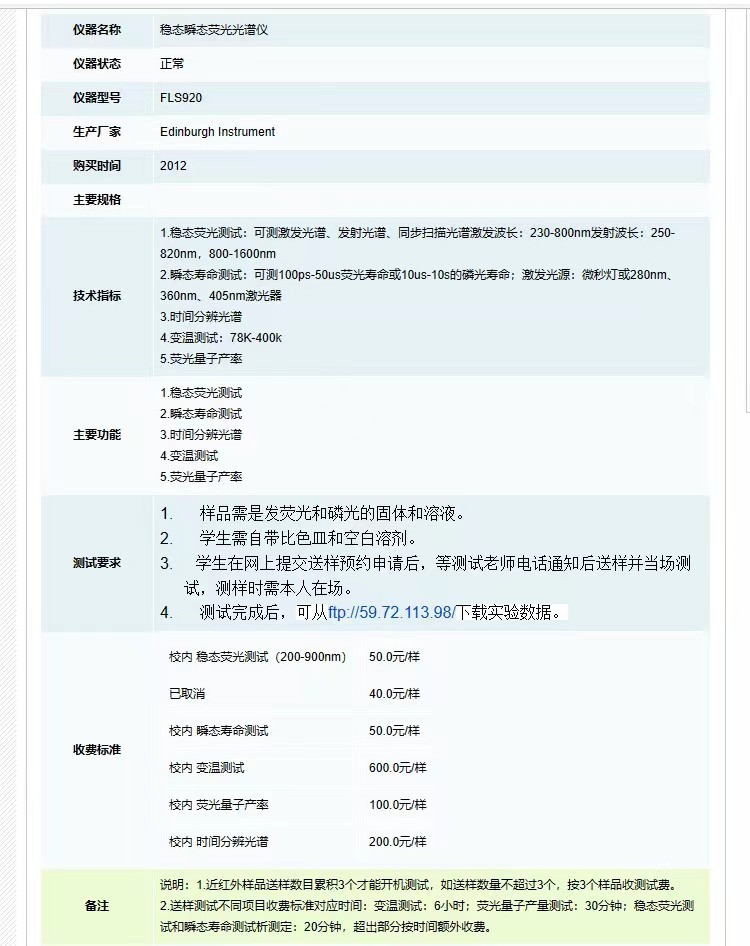 仪器名称 稳态瞬态荧光光谱仪
仪器状态 正常
仪器型号 FLS920
生产厂家 Edinburgh Instrument
购买时间 2012
主要规格
技术指标
1.稳态荧光测试：可测激发光谱、发射光谱、同步扫描光谱激发波长：230-800nm发射波长：250-
820nm，800-1600nm
2.瞬态寿命测试：可测100ps-50us荧光寿命或10us-10s的磷光寿命；激发光源：微秒灯或280nm、
360nm、405nm激光器
3.时间分辨光谱
4.变温测试：78K-400k
5.荧光量子产率
主要功能
1.稳态荧光测试
2.瞬态寿命测试
3.时间分辨光谱
4.变温测试
5.荧光量子产率
测试要求
1. 样品需是发荧光和磷光的固体和溶液。
2. 学生需自带比色皿和空白溶剂。
3. 学生在网上提交送样预约申请后，等测试老师电话通知后送样并当场测
试，测样时需本人在场。
4. 测试完成后，可从ftp://59.72.113.98/下载实验数据。
收费标准
校内 稳态荧光测试（200-900nm） 50.0元/样
已取消 40.0元/样
校内 瞬态寿命测试 50.0元/样
校内 变温测试 600.0元/样
校内 荧光量子产率 100.0元/样
校内 时间分辨光谱 200.0元/样
备注
说明：1.近红外样品送样数目累积3个才能开机测试，如送样数量不超过3个，按3个样品收测试费。
2.送样测试不同项目收费标准对应时间：变温测试：6小时；荧光量子产量测试：30分钟；稳态荧光测
试和瞬态寿命测试析测定：20分钟，超出部分按时间额外收费。